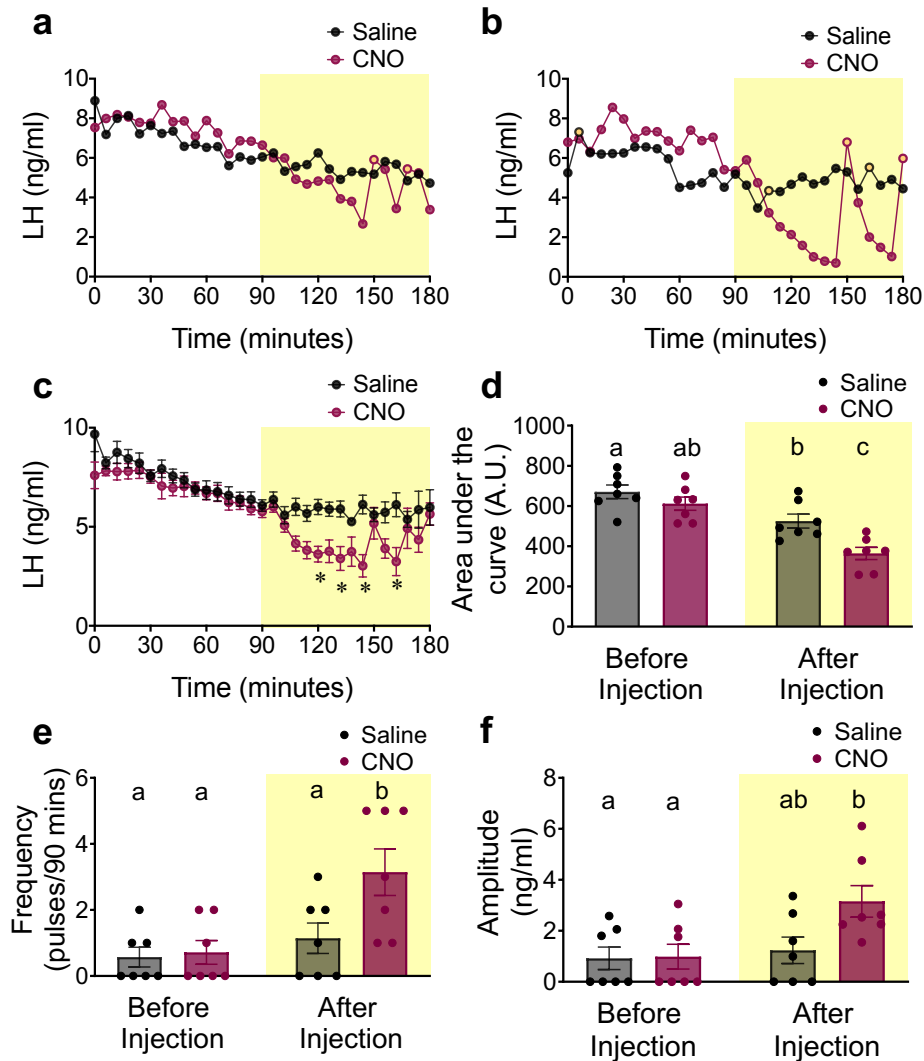 a
Saline
CNO
LH (ng/ml)
10
8
6
4
2
0
0 30 60 90 120 150 180
Time (minutes)
b
Saline
CNO
LH (ng/ml)
10
8
6
4
2
0
0 30 60 90 120 150 180
Time (minutes)
c
Saline
CNO
LH (ng/ml)
10
5
0
* * * *
0 30 60 90 120 150 180
Time (minutes)
d
Saline
CNO
Area under the
curve (A.U.)
1000
800
600
400
200
0
a ab b c
Before
Injection
After
Injection
e
Saline
CNO
Frequency
(pulses/90 mins)
6
4
2
0
a a a b
Before
Injection
After
Injection
f
Saline
CNO
Amplitude
(ng/ml)
8
6
4
2
0
a a ab b
Before
Injection
After
Injection